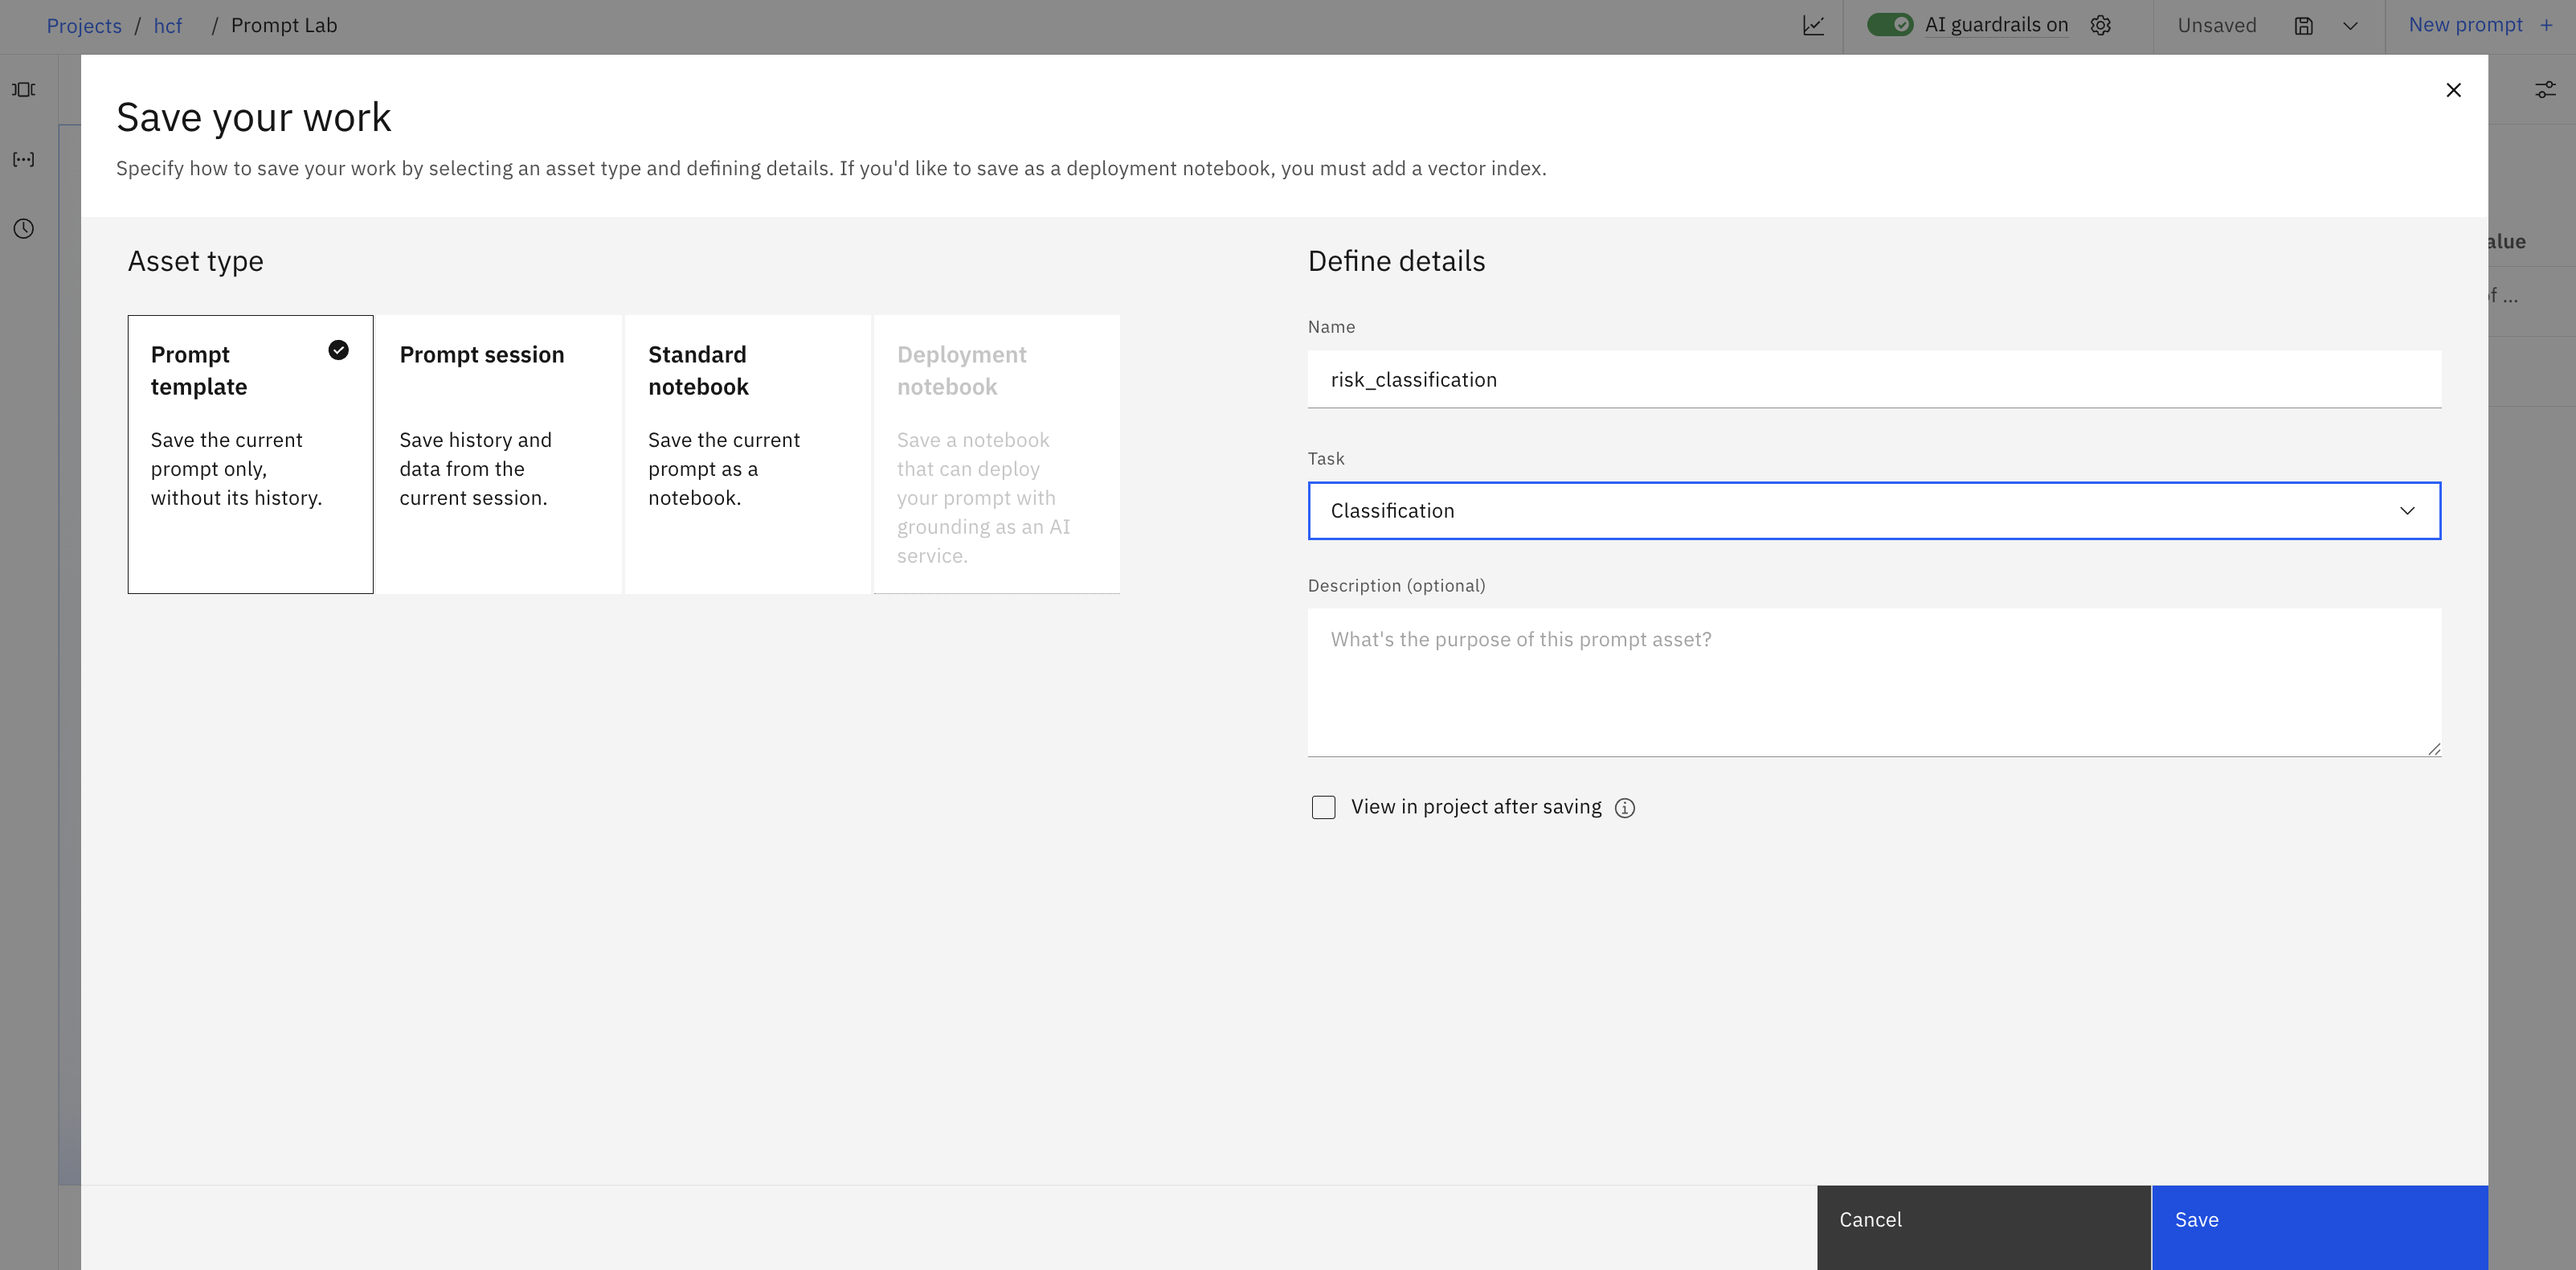 Projects / hcf / Prompt Lab
AI guardrails on
Unsaved
New prompt +
Save your work
Specify how to save your work by selecting an asset type and defining details. If you'd like to save as a deployment notebook, you must add a vector index.
Asset type
Prompt
template
Save the current
prompt only,
without its history.
Prompt session
Save history and
data from the
current session.
Standard
notebook
Save the current
prompt as a
notebook.
Deployment
notebook
Save a notebook
that can deploy
your prompt with
grounding as an AI
service.
Define details
Name
risk_classification
Task
Classification
Description (optional)
What's the purpose of this prompt asset?
View in project after saving
Cancel
Save